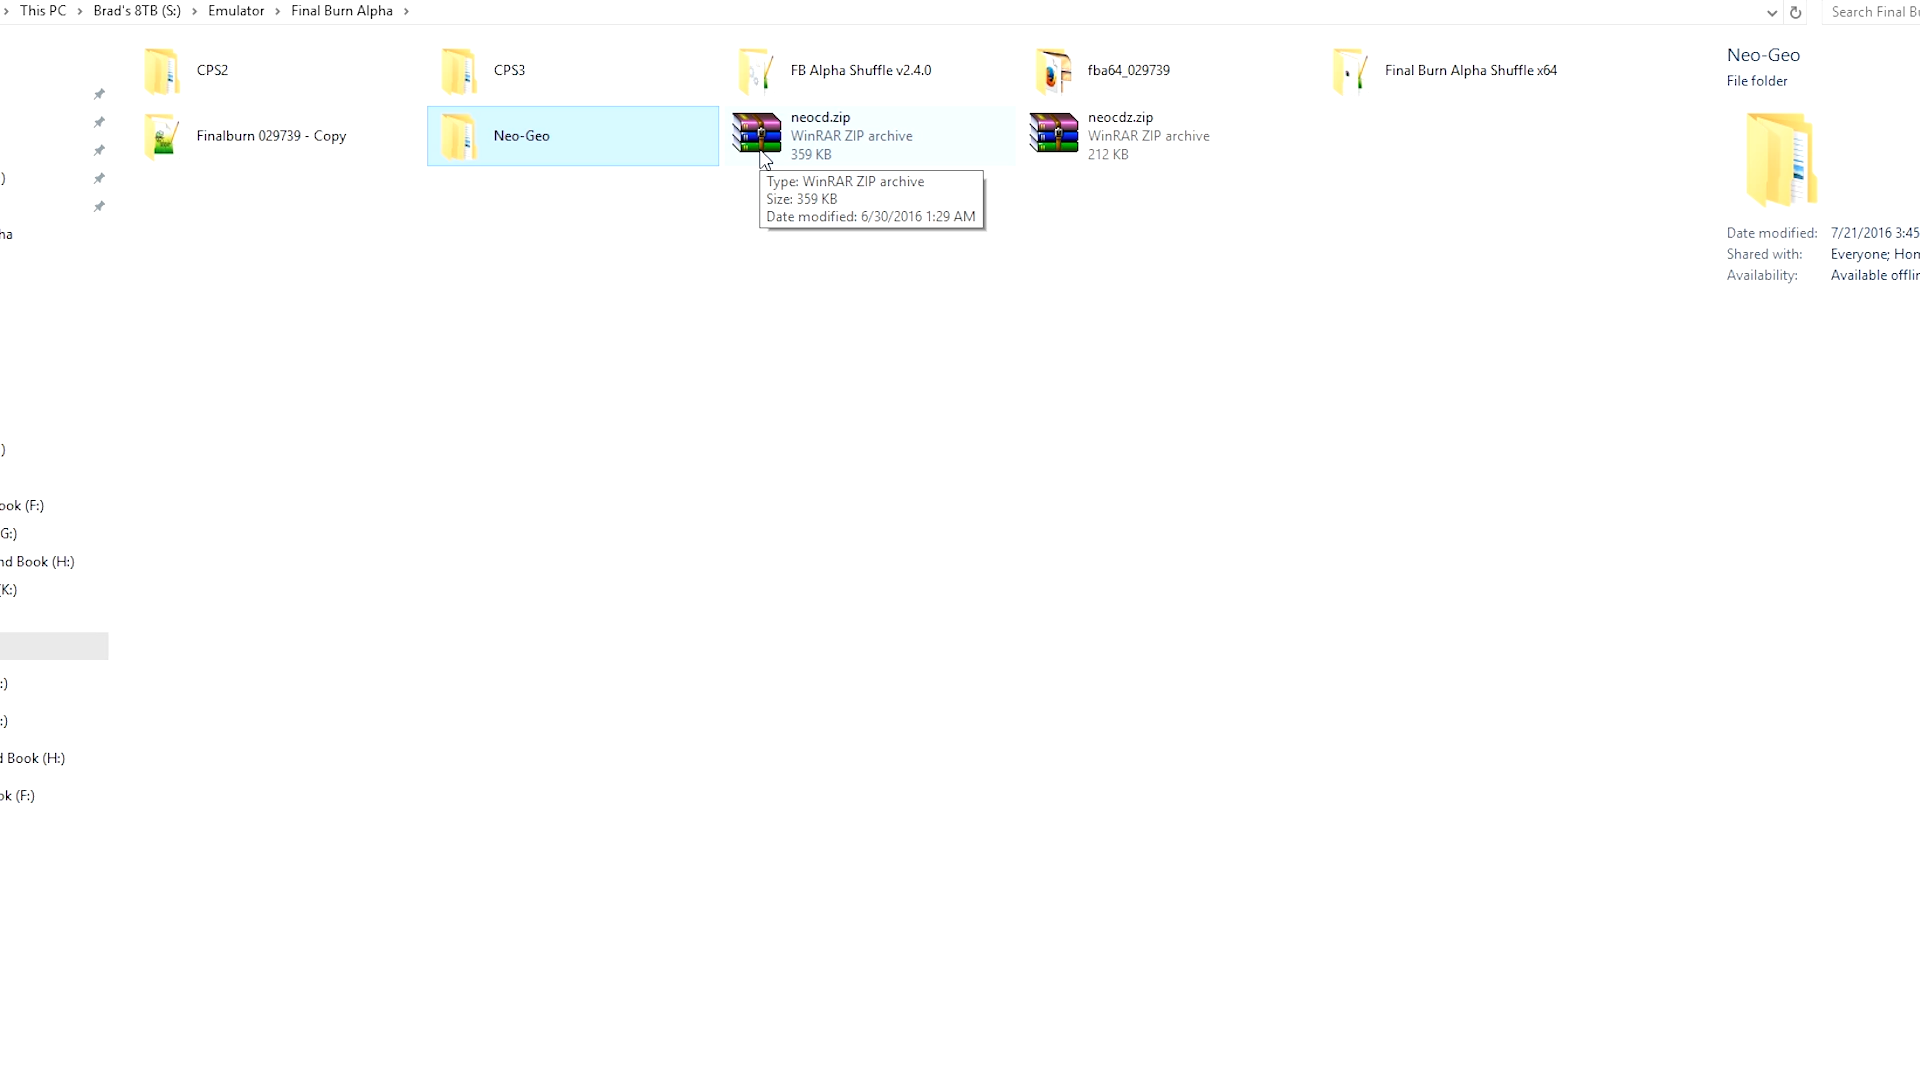 This PC > Brad's 8TB (S:) > Emulator > Final Burn Alpha >
Search Final Bu
CPS2
CPS3
FB Alpha Shuffle v2.4.0
fba64_029739
Final Burn Alpha Shuffle x64
Finalburn 029739 - Copy
Neo-Geo
neocd.zip
WinRAR ZIP archive
359 KB
neocdz.zip
WinRAR ZIP archive
212 KB
Type: WinRAR ZIP archive
Size: 359 KB
Date modified: 6/30/2016 1:29 AM
Neo-Geo
File folder
Date modified: 7/21/2016 3:45
Shared with: Everyone; Hom
Availability: Available offlin
)
ha
)
ook (F:)
G:)
nd Book (H:)
K:)
:)
:)
d Book (H:)
ok (F:)